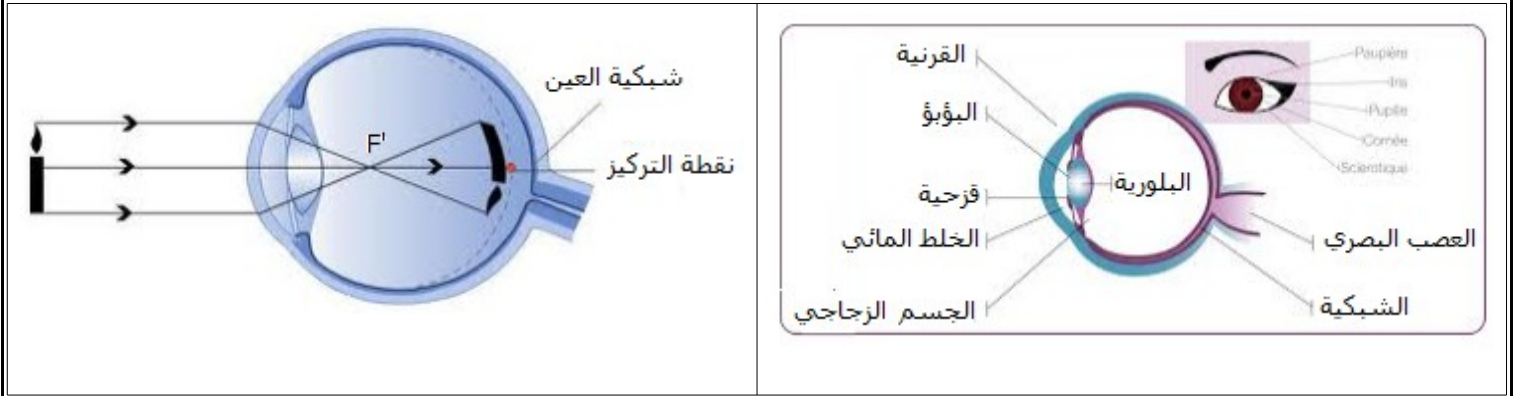 شبكية العين
F'
نقطة التركيز
القرنية
البؤبؤ
البلورية
قزحية
الخلط المائي
الجسم الزجاجي
Paupière
Iris
Pupille
Cornée
Sclerotique
العصب البصري
الشبكية